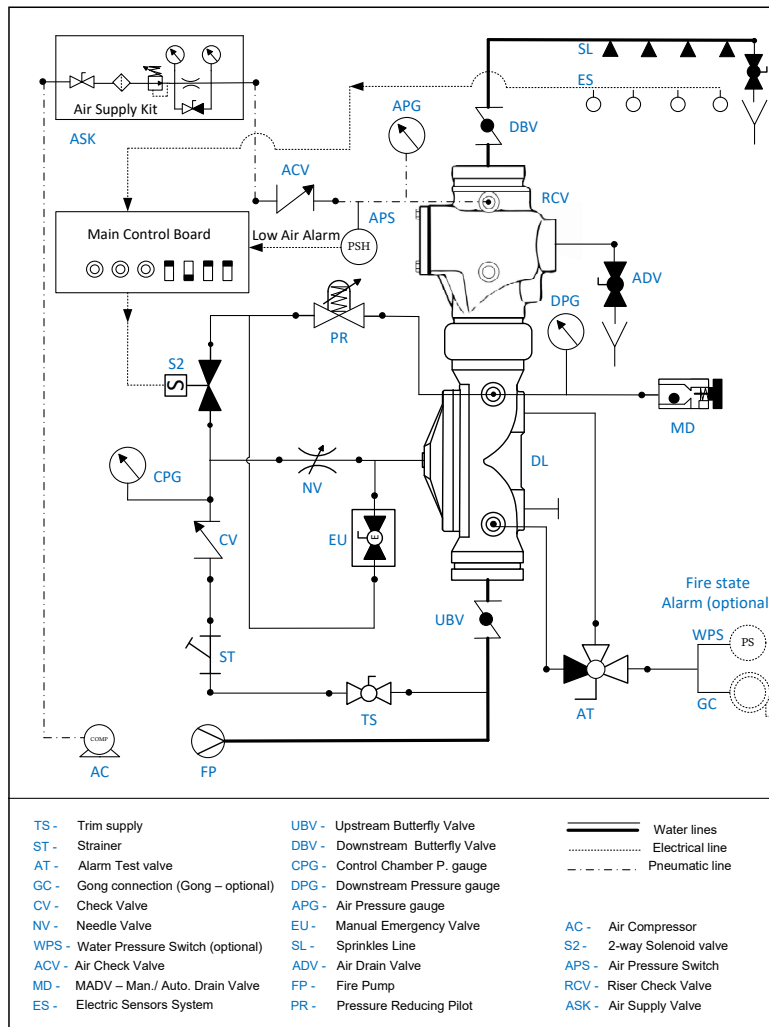 SL
ES
APG
DBV
Air Supply Kit
ASK
ACV
RCV
APS
Main Control Board
Low Air Alarm
PSH
ADV
DPG
PR
S2
S
MD
CPG
NV
DL
EU
E
CV
Fire state
Alarm (optional
UBV
WPS
PS
ST
GC
TS
AT
COMP
AC
FP
TS - Trim supply
ST - Strainer
AT - Alarm Test valve
GC - Gong connection (Gong – optional)
CV - Check Valve
NV - Needle Valve
WPS - Water Pressure Switch (optional)
ACV - Air Check Valve
MD - MADV – Man./ Auto. Drain Valve
ES - Electric Sensors System
UBV - Upstream Butterfly Valve
DBV - Downstream Butterfly Valve
CPG - Control Chamber P. gauge
DPG - Downstream Pressure gauge
APG - Air Pressure gauge
EU - Manual Emergency Valve
SL - Sprinkles Line
ADV - Air Drain Valve
FP - Fire Pump
PR - Pressure Reducing Pilot
Water lines
Electrical line
Pneumatic line
AC - Air Compressor
S2 - 2-way Solenoid valve
APS - Air Pressure Switch
RCV - Riser Check Valve
ASK - Air Supply Valve